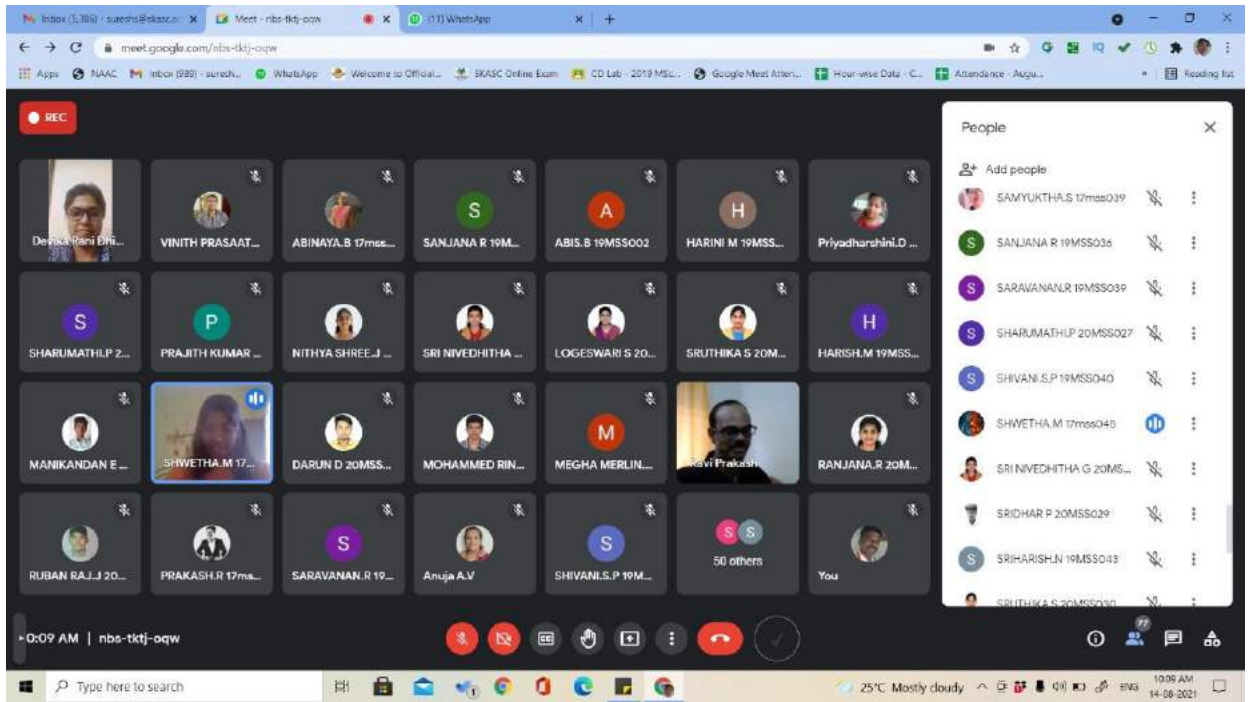 Inbox (5,386) - sureshs@skasc.a
Meet - nbs-tktj-oqw
(11) WhatsApp
meet.google.com/nbs-tktj-oqw
Apps NAAC Inbox (989) - suresh... WhatsApp Welcome to Official... SKASC Online Exam CD Lab - 2019 MSc... Google Meet Atten... Hour-wise Data - C... Attendance - Augu... » Reading list
REC
Devika Rani Dhi...
VINITH PRASAAT...
ABINAYA.B 17mss...
SANJANA R 19M...
ABIS.B 19MSS002
HARINI M 19MSS...
Priyadharshini.D ...
SHARUMATHI.P 2...
PRAJITH KUMAR ...
NITHYA SHREE.J ...
SRI NIVEDHITHA ...
LOGESWARI S 20...
SRUTHIKA S 20M...
HARISH.M 19MSS...
MANIKANDAN E ...
SHWETHA.M 17...
DARUN D 20MSS...
MOHAMMED RIN...
MEGHA MERLIN....
Ravi Prakash
RANJANA.R 20M...
RUBAN RAJ.J 20...
PRAKASH.R 17ms...
SARAVANAN.R 19...
Anuja A.V
SHIVANI.S.P 19M...
50 others
You
S
A
H
S
P
H
M
S
S
S S
People
Add people
SAMYUKTHA.S 17mss039
S SANJANA R 19MSS036
S SARAVANAN.R 19MSS039
S SHARUMATHI.P 20MSS027
S SHIVANI.S.P 19MSS040
SHWETHA.M 17mss045
SRI NIVEDHITHA G 20MS...
SRIDHAR P 20MSS029
S SRIHARISH.N 19MSS043
SRUTHIKA S 20MSS030
0:09 AM | nbs-tktj-oqw
77
Type here to search
25°C Mostly cloudy
ENG
10:09 AM
14-08-2021